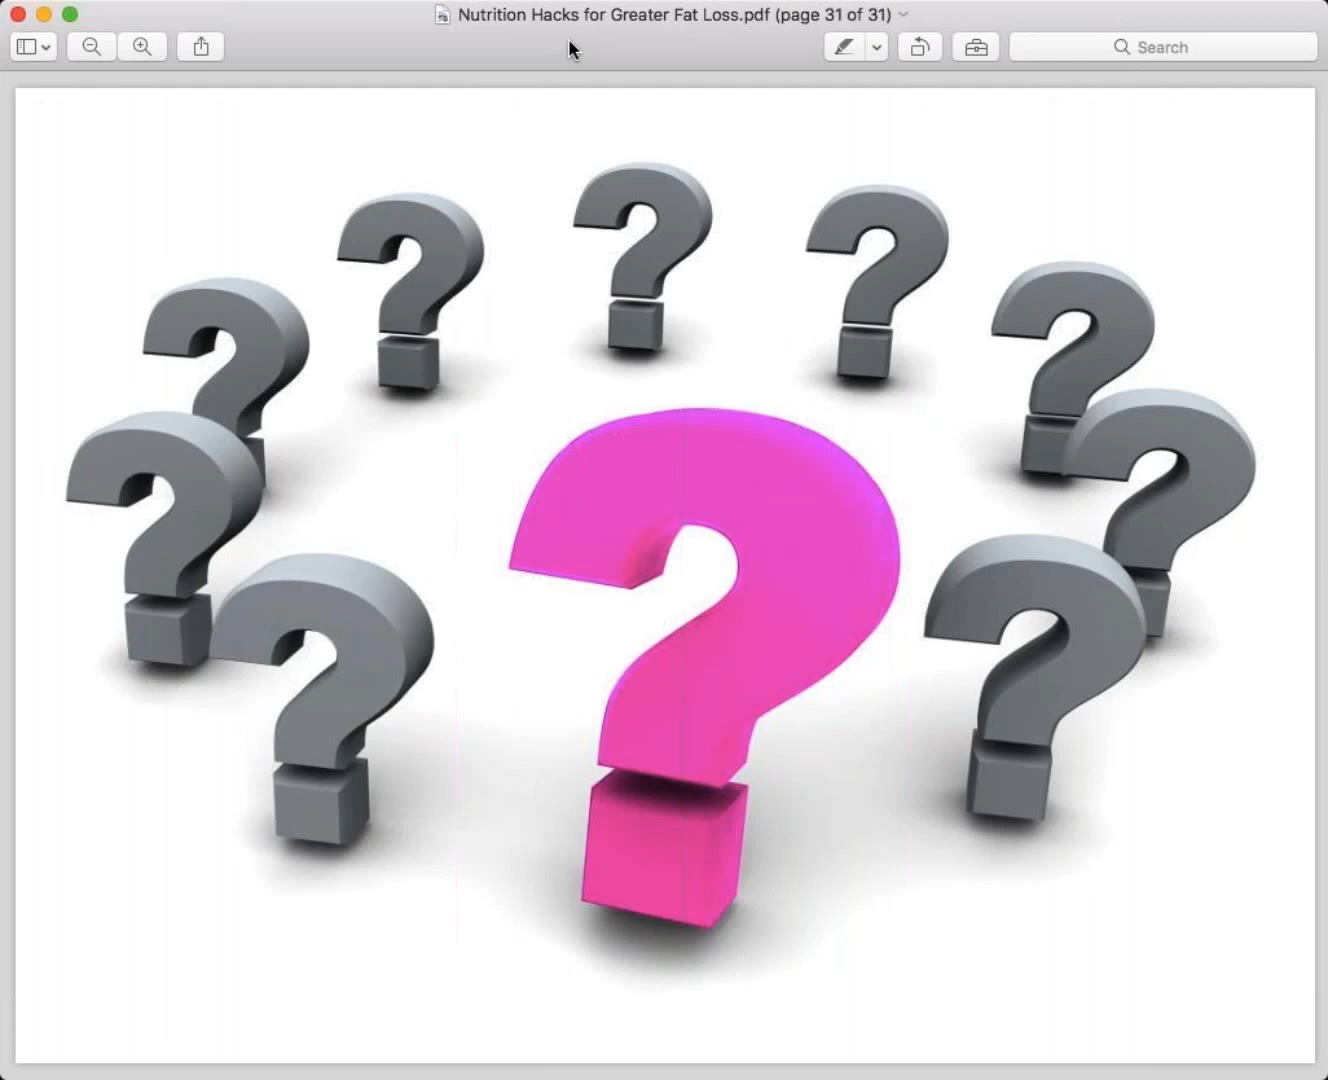 Nutrition Hacks for Greater Fat Loss.pdf (page 31 of 31)
Search
? ? ? ? ? ? ? ? ? ?